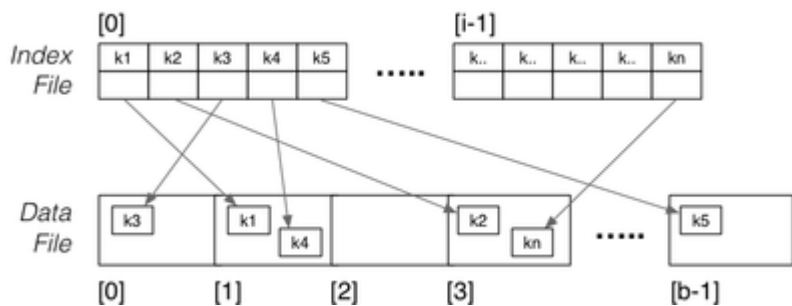 [0] [i-1]
Index File
k1 k2 k3 k4 k5 ..... k.. k.. k.. k.. kn
Data File
k3 k1 k4 k2 kn ..... k5
[0] [1] [2] [3] [b-1]